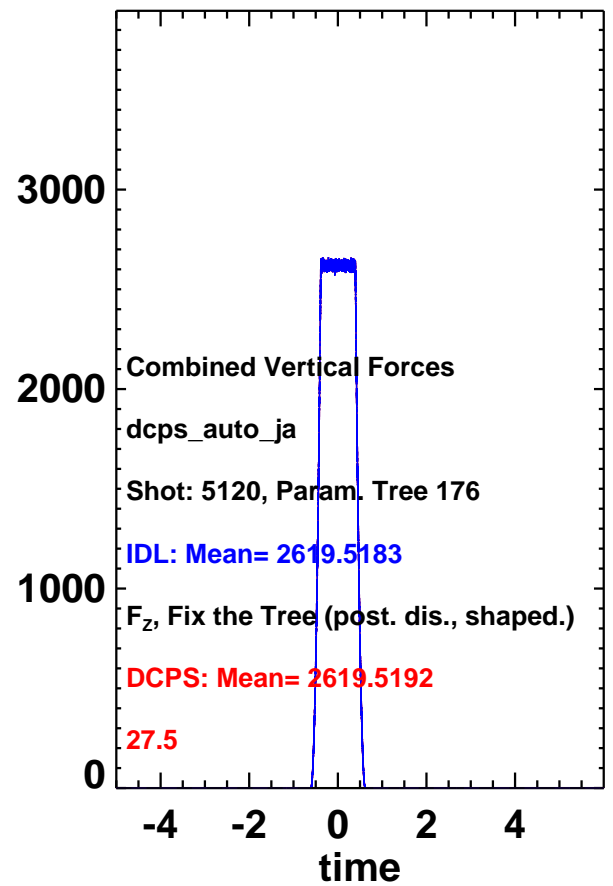 3000
2000
1000
0
Combined Vertical Forces
dcps_auto_ja
Shot: 5120, Param. Tree 176
IDL: Mean= 2619.5183
F_Z, Fix the Tree (post. dis., shaped.)
DCPS: Mean= 2619.5192
27.5
-4 -2 0 2 4
time